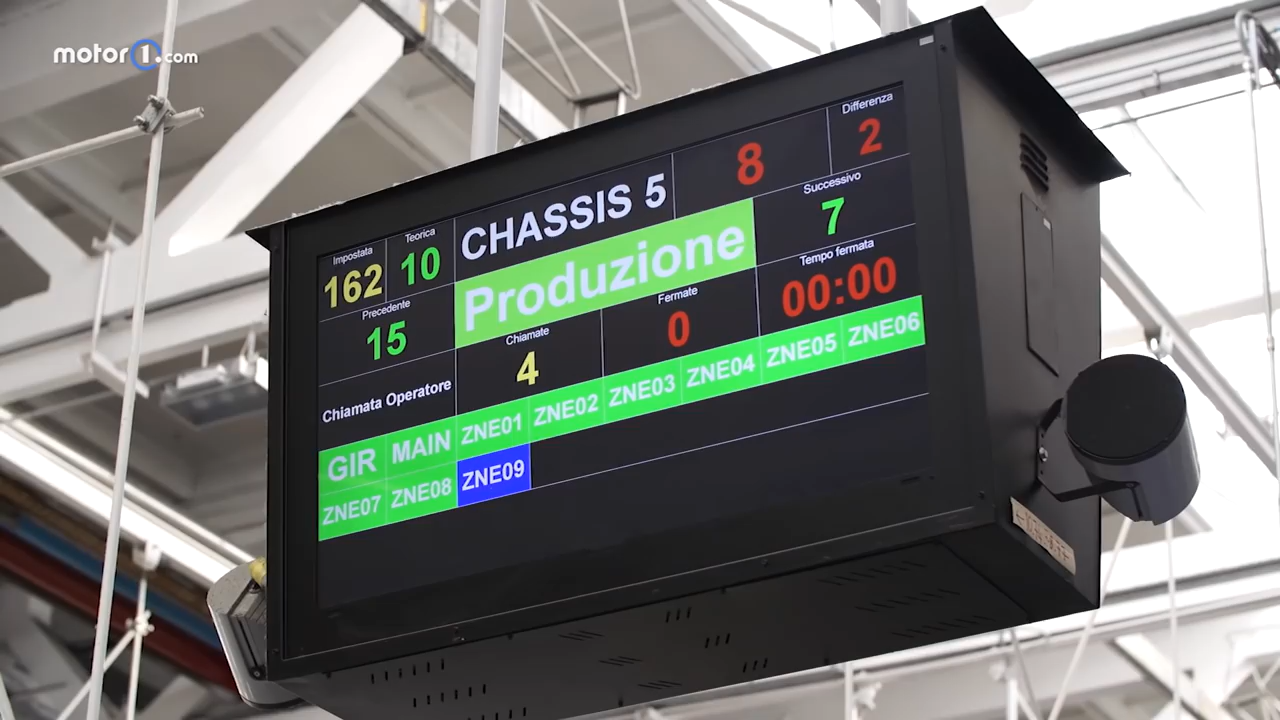 motor1.com
Impostata Teorica CHASSIS 5 8 Differenza
162 10 2
Precedente Produzione Successivo
15 7
Chiamate Fermate Tempo fermata
Chiamata Operatore 4 0 00:00
GIR MAIN ZNE01 ZNE02 ZNE03 ZNE04 ZNE05 ZNE06
ZNE07 ZNE08 ZNE09